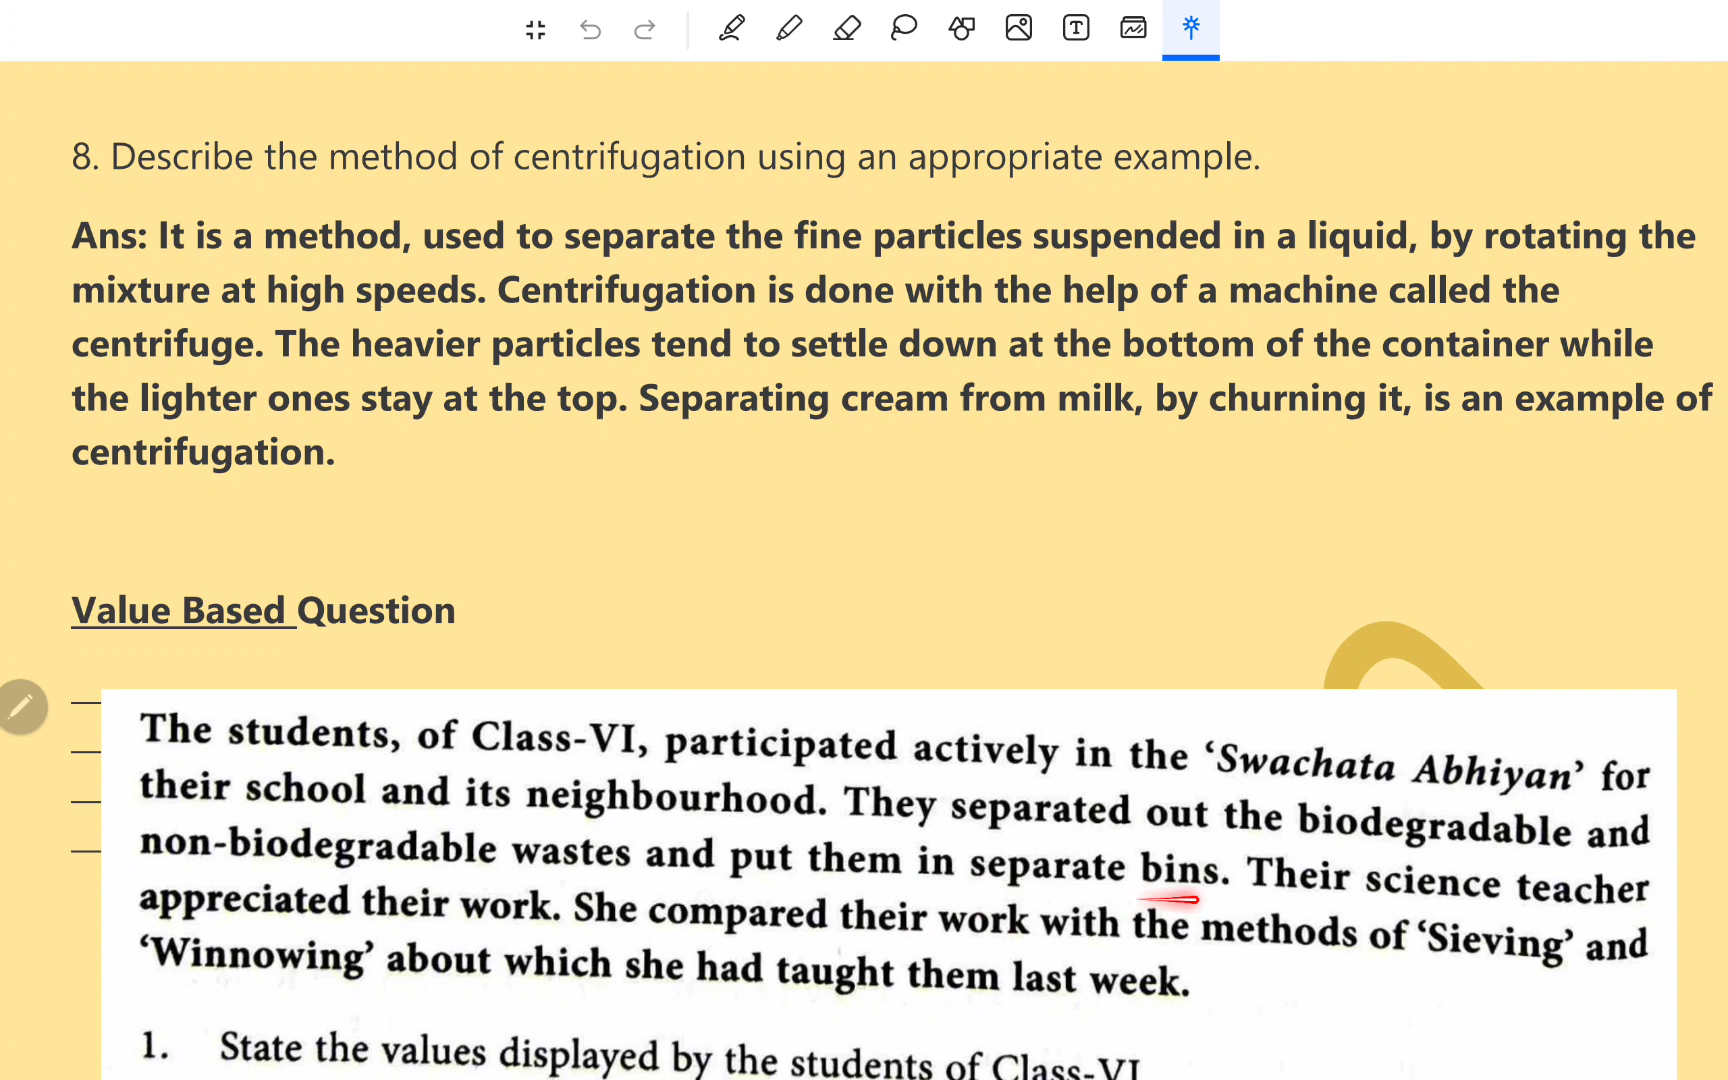 8. Describe the method of centrifugation using an appropriate example.
Ans: It is a method, used to separate the fine particles suspended in a liquid, by rotating the
mixture at high speeds. Centrifugation is done with the help of a machine called the
centrifuge. The heavier particles tend to settle down at the bottom of the container while
the lighter ones stay at the top. Separating cream from milk, by churning it, is an example of
centrifugation.
Value Based Question
The students, of Class-VI, participated actively in the ‘Swachata Abhiyan’ for
their school and its neighbourhood. They separated out the biodegradable and
non-biodegradable wastes and put them in separate bins. Their science teacher
appreciated their work. She compared their work with the methods of ‘Sieving’ and
‘Winnowing’ about which she had taught them last week.
1. State the values displayed by the students of Class-VI